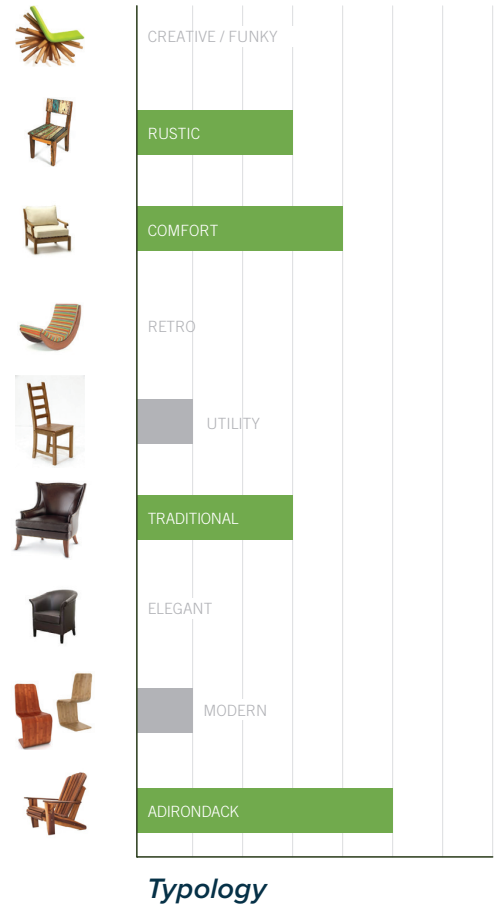 CREATIVE / FUNKY
RUSTIC
COMFORT
RETRO
UTILITY
TRADITIONAL
ELEGANT
MODERN
ADIRONDACK
Typology